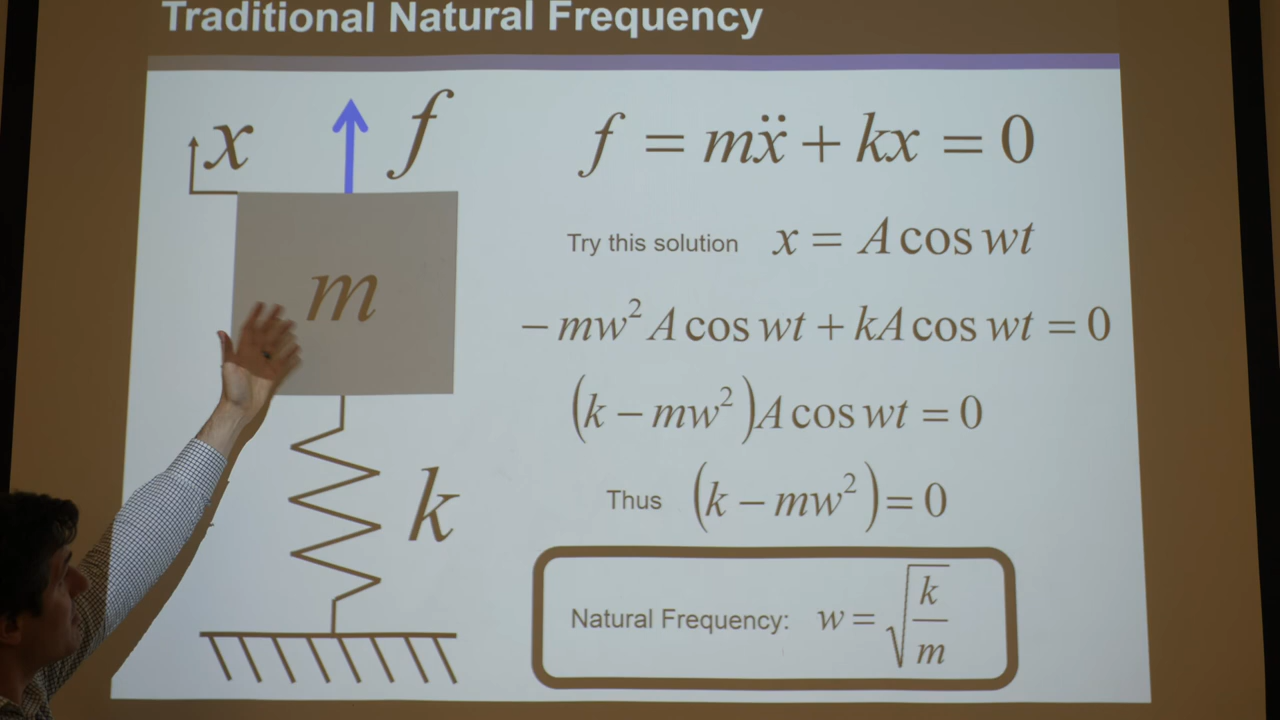 Traditional Natural Frequency
x
f
m
k
f = mẍ + kx = 0
Try this solution x = A cos wt
− mw² A cos wt + kA cos wt = 0
(k − mw²)A cos wt = 0
Thus (k − mw²) = 0
Natural Frequency: w = √(k/m)